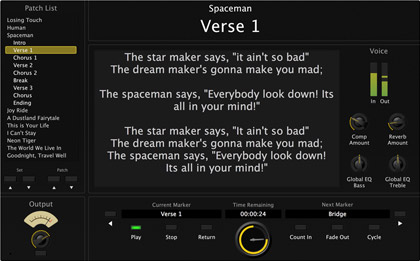 Patch List
Losing Touch
Human
Spaceman
Intro
Verse 1
Chorus 1
Verse 2
Chorus 2
Break
Verse 3
Chorus
Ending
Joy Ride
A Dustland Fairytale
This is Your Life
I Can't Stay
Neon Tiger
The World We Live In
Goodnight, Travel Well
Set
Patch
Output
Spaceman
Verse 1
The star maker says, "it ain't so bad"
The dream maker's gonna make you mad;
The spaceman says, "Everybody look down! Its
all in your mind!"
The star maker says, "It ain't so bad"
The dream maker's gonna make you mad;
The spaceman says, "Everybody look down!
Its all in your mind!"
Voice
In Out
Comp Amount
Reverb Amount
Global EQ Bass
Global EQ Treble
Current Marker
Verse 1
Time Remaining
00:00:24
Next Marker
Bridge
Play
Stop
Return
Count In
Fade Out
Cycle